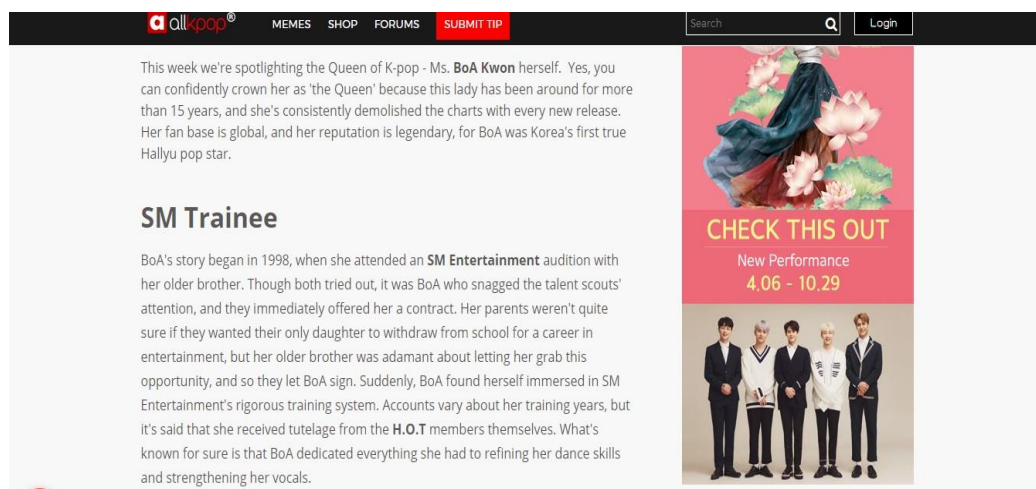 allkpop®
MEMES SHOP FORUMS SUBMIT TIP
Search
Login
This week we're spotlighting the Queen of K-pop - Ms. BoA Kwon herself. Yes, you
can confidently crown her as 'the Queen' because this lady has been around for more
than 15 years, and she's consistently demolished the charts with every new release.
Her fan base is global, and her reputation is legendary, for BoA was Korea's first true
Hallyu pop star.
SM Trainee
BoA's story began in 1998, when she attended an SM Entertainment audition with
her older brother. Though both tried out, it was BoA who snagged the talent scouts'
attention, and they immediately offered her a contract. Her parents weren't quite
sure if they wanted their only daughter to withdraw from school for a career in
entertainment, but her older brother was adamant about letting her grab this
opportunity, and so they let BoA sign. Suddenly, BoA found herself immersed in SM
Entertainment's rigorous training system. Accounts vary about her training years, but
it's said that she received tutelage from the H.O.T members themselves. What's
known for sure is that BoA dedicated everything she had to refining her dance skills
and strengthening her vocals.
CHECK THIS OUT
New Performance
4.06 - 10.29